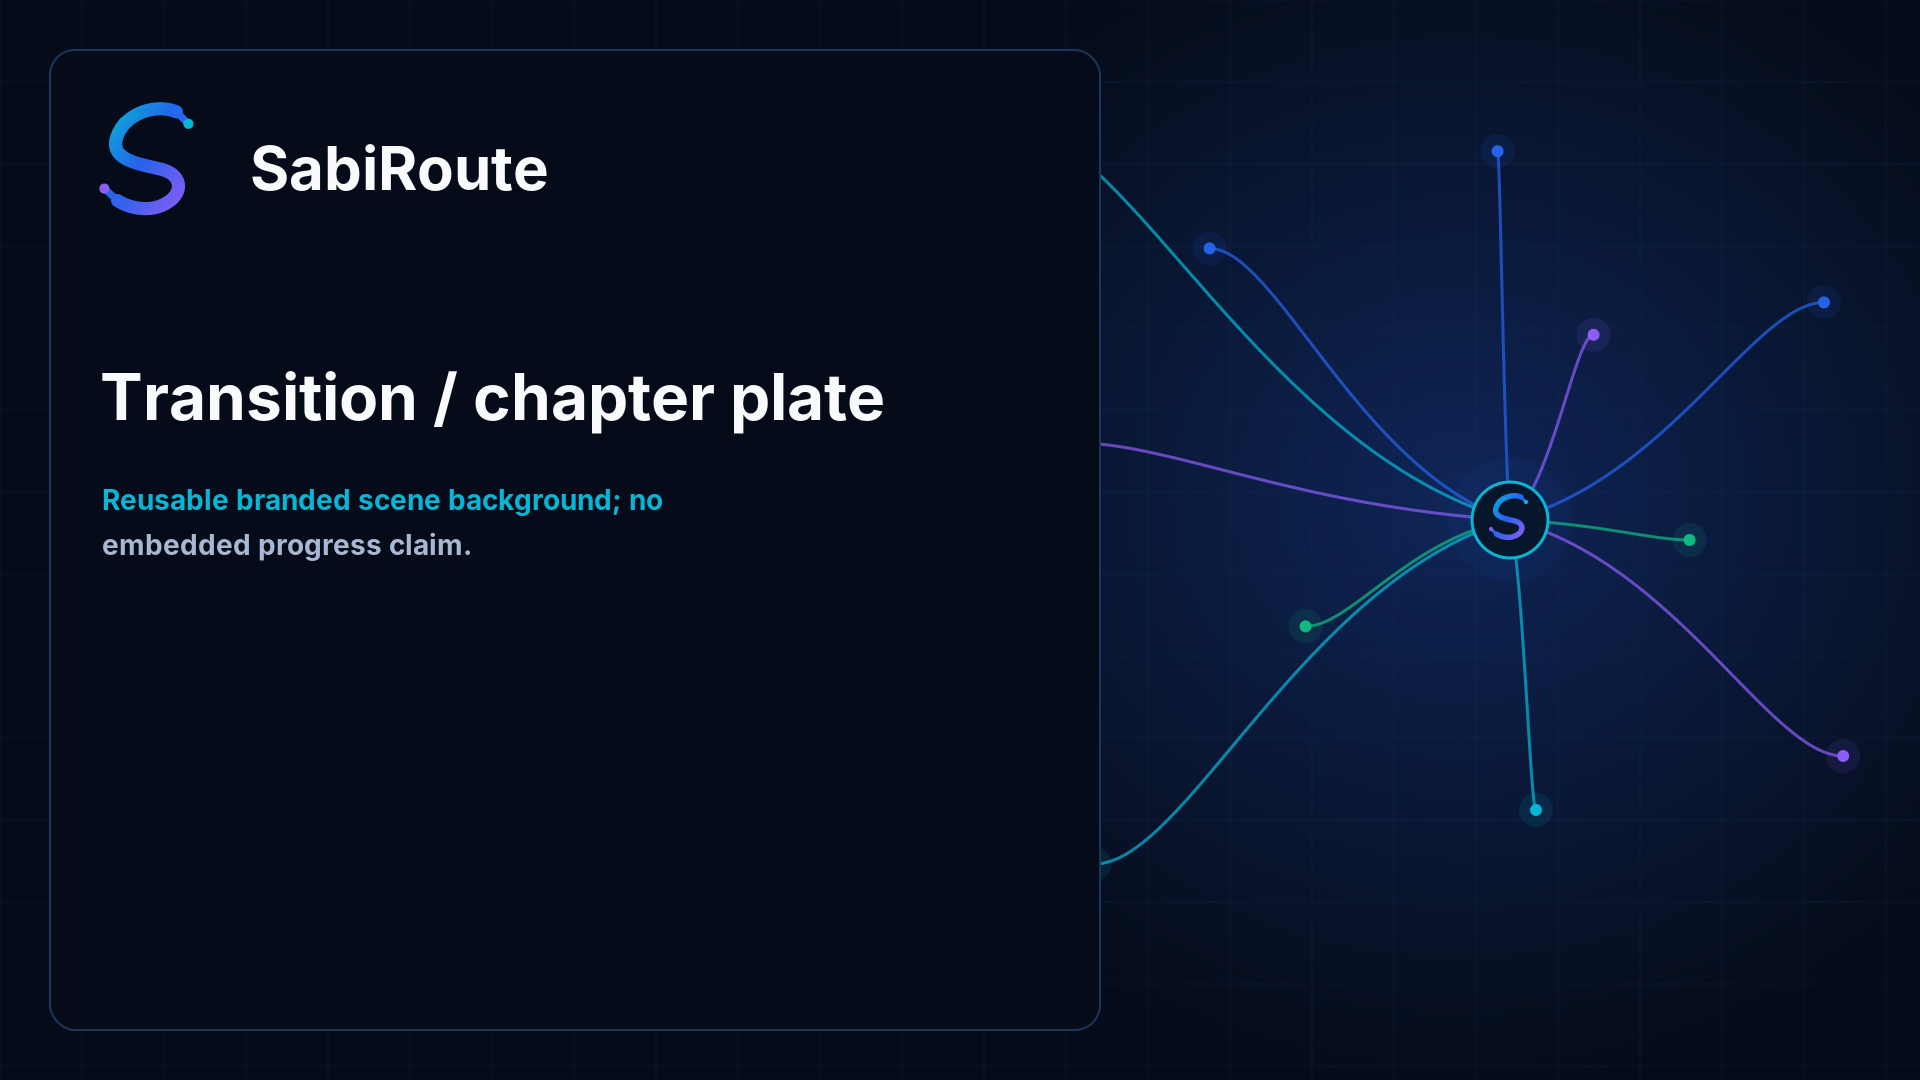 SabiRoute
Transition / chapter plate
Reusable branded scene background; no
embedded progress claim.